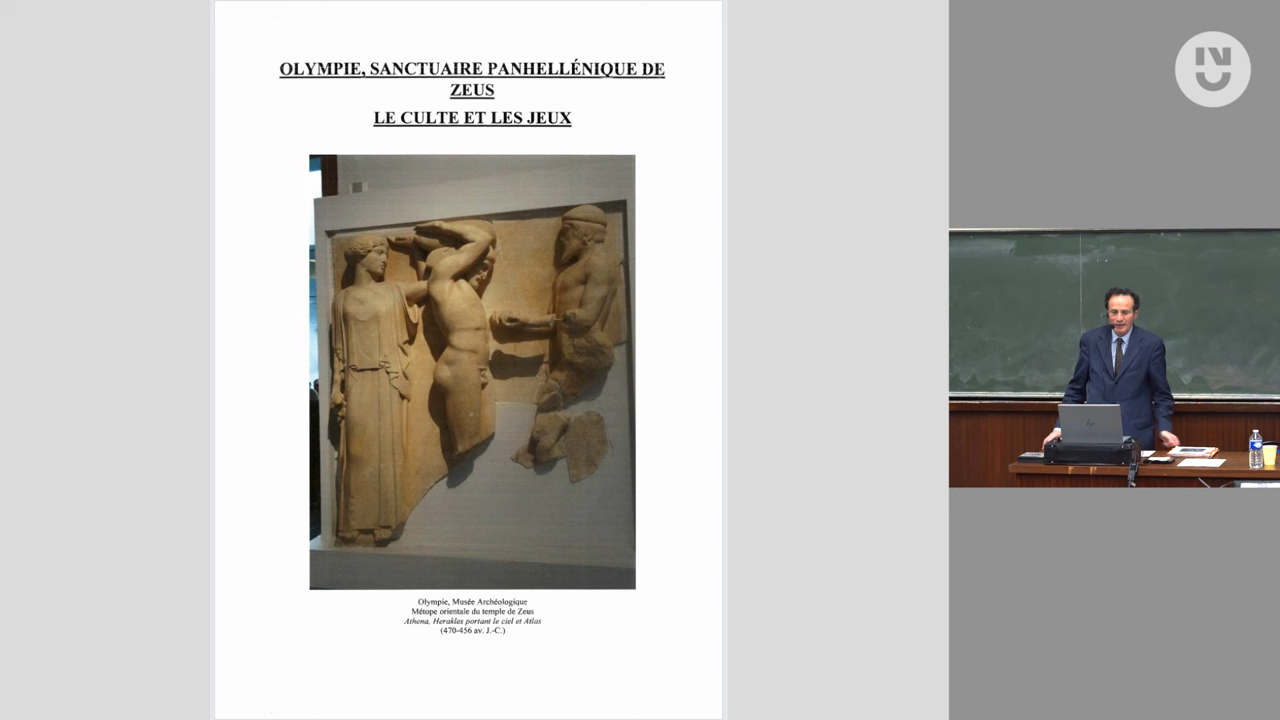 OLYMPIE, SANCTUAIRE PANHELLÉNIQUE DE
ZEUS
LE CULTE ET LES JEUX
Olympie, Musée Archéologique
Métope orientale du temple de Zeus
Athena, Herakles portant le ciel et Atlas
(470-456 av. J.-C.)